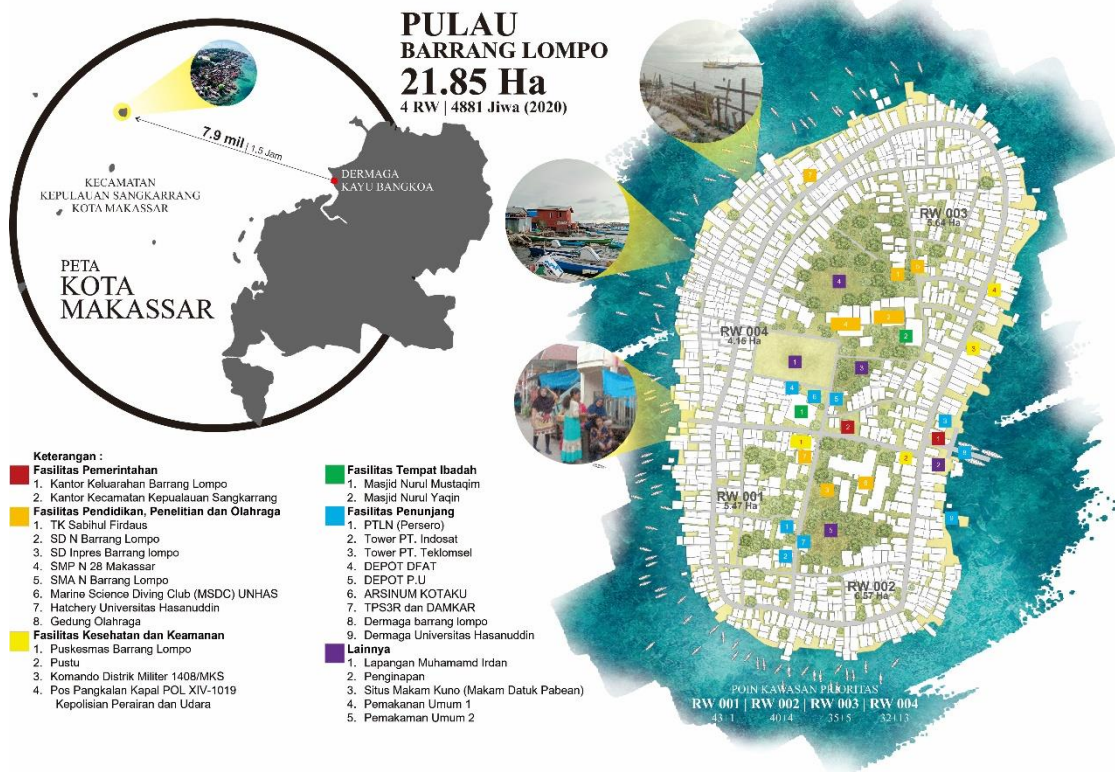 PULAU
BARRANG LOMPO
21.85 Ha
4 RW | 4881 Jiwa (2020)
7.9 mil | 1.5 Jam
DERMAGA
KAYU BANGKOA
KECAMATAN
KEPULAUAN SANGKARRANG
KOTA MAKASSAR
PETA
KOTA
MAKASSAR
RW 003
5.64 Ha
RW 004
4.16 Ha
RW 001
5.47 Ha
RW 002
6.57 Ha
Keterangan :
Fasilitas Pemerintahan
1. Kantor Keluarahan Barrang Lompo
2. Kantor Kecamatan Kepualauan Sangkarrang
Fasilitas Pendidikan, Penelitian dan Olahraga
1. TK Sabihul Firdaus
2. SD N Barrang Lompo
3. SD Inpres Barrang lompo
4. SMP N 28 Makassar
5. SMA N Barrang Lompo
6. Marine Science Diving Club (MSDC) UNHAS
7. Hatchery Universitas Hasanuddin
8. Gedung Olahraga
Fasilitas Kesehatan dan Keamanan
1. Puskesmas Barrang Lompo
2. Pustu
3. Komando Distrik Militer 1408/MKS
4. Pos Pangkalan Kapal POL XIV-1019
Kepolisian Perairan dan Udara
Fasilitas Tempat Ibadah
1. Masjid Nurul Mustaqim
2. Masjid Nurul Yaqin
Fasilitas Penunjang
1. PTLN (Persero)
2. Tower PT. Indosat
3. Tower PT. Teklomsel
4. DEPOT DFAT
5. DEPOT P.U
6. ARSINUM KOTAKU
7. TPS3R dan DAMKAR
8. Dermaga barrang lompo
9. Dermaga Universitas Hasanuddin
Lainnya
1. Lapangan Muhamamd Irdan
2. Penginapan
3. Situs Makam Kuno (Makam Datuk Pabean)
4. Pemakanan Umum 1
5. Pemakaman Umum 2
POIN KAWASAN PRIORITAS
RW 001 | RW 002 | RW 003 | RW 004
43+1 40+4 35+5 32+13